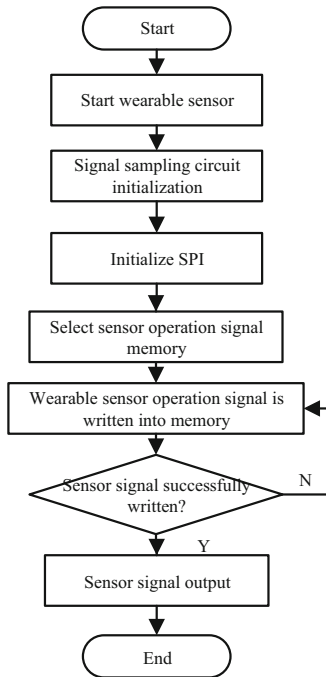 Start
Start wearable sensor
Signal sampling circuit
initialization
Initialize SPI
Select sensor operation signal
memory
Wearable sensor operation signal is
written into memory
Sensor signal successfully
written?
N
Y
Sensor signal output
End